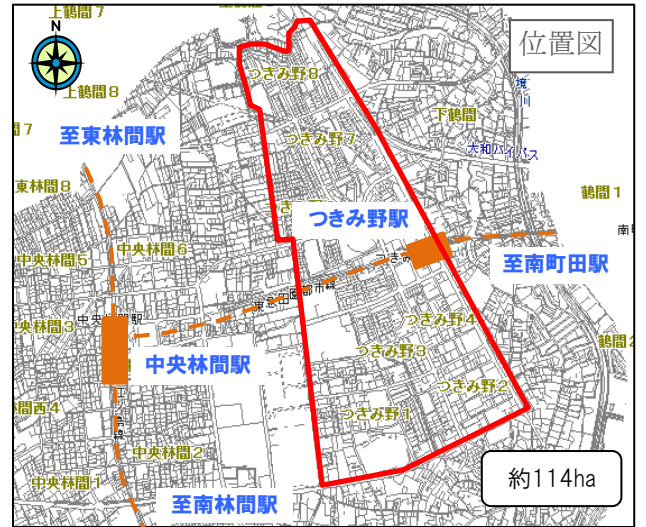 上鶴間7
N
位置図
つきみ野8
上鶴間8
境川
下鶴間
至東林間駅
つきみ野7
大和バイパス
東林間8
鶴間1
つきみ野駅
中央林間6
中央林間5
至南町田駅
東急田園都市線
中央林間3
つきみ野4
中央林間駅
つきみ野3
つきみ野2
間西4
つきみ野1
中央林間2
中央林間1
約114ha
至南林間駅